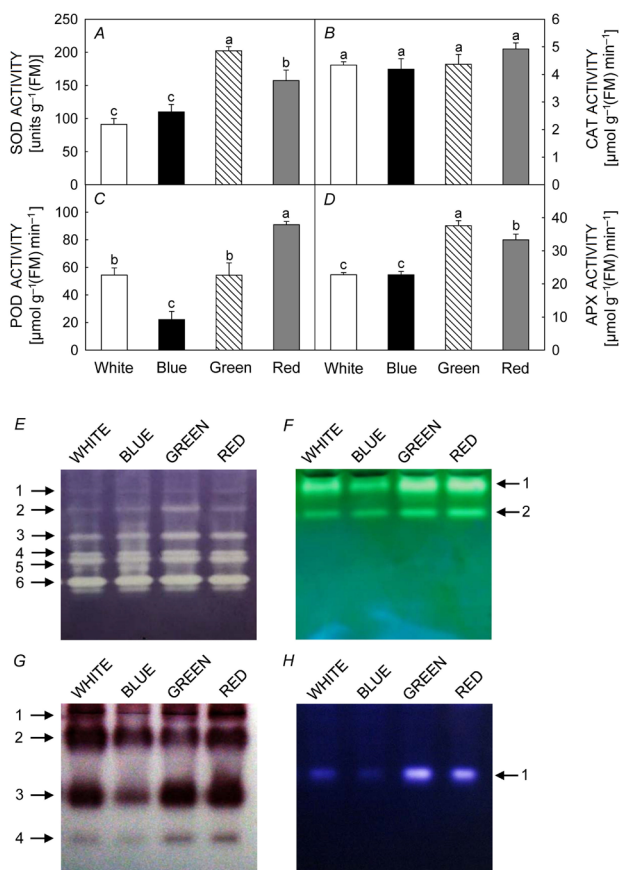 A
B
SOD ACTIVITY
[units g⁻¹(FM)]
250
200
150
100
50
0
c
c
a
b
a
a
a
a
6
5
4
3
2
1
0
CAT ACTIVITY
[μmol g⁻¹(FM) min⁻¹]
C
D
POD ACTIVITY
[μmol g⁻¹(FM) min⁻¹]
100
80
60
40
20
0
b
c
b
a
c
c
a
b
40
30
20
10
0
APX ACTIVITY
[μmol g⁻¹(FM) min⁻¹]
White Blue Green Red White Blue Green Red
E
WHITE
BLUE
GREEN
RED
1
2
3
4
5
6
F
WHITE
BLUE
GREEN
RED
1
2
G
WHITE
BLUE
GREEN
RED
1
2
3
4
H
WHITE
BLUE
GREEN
RED
1